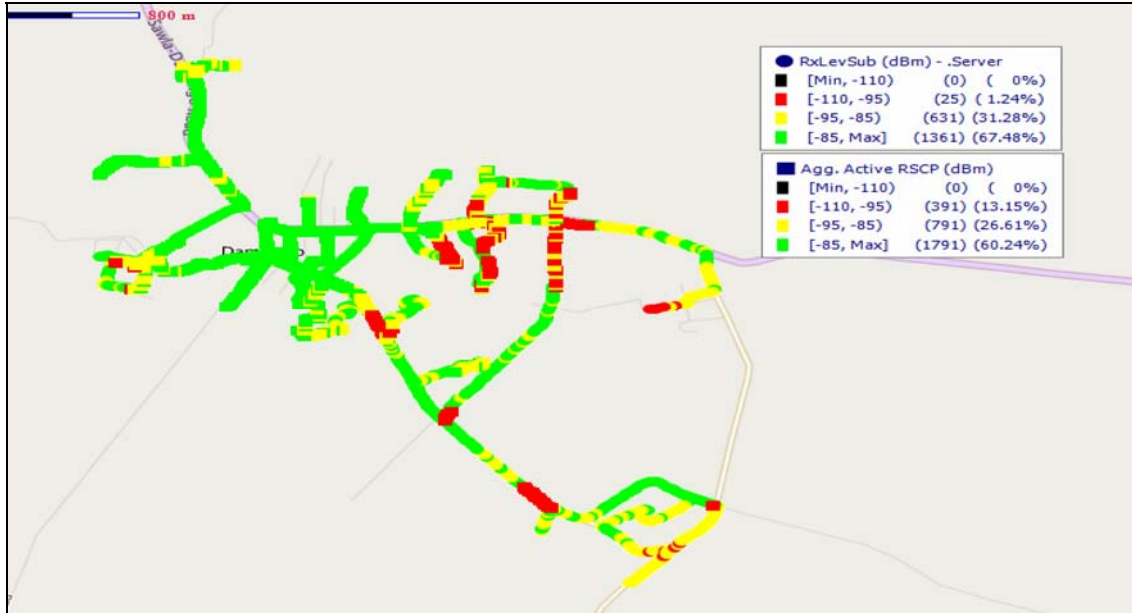 800 m
Sawla-D
RxLevSub (dBm) - .Server
[Min, -110) (0) ( 0%)
[-110, -95) (25) ( 1.24%)
[-95, -85) (631) (31.28%)
[-85, Max] (1361) (67.48%)
Agg. Active RSCP (dBm)
[Min, -110) (0) ( 0%)
[-110, -95) (391) (13.15%)
[-95, -85) (791) (26.61%)
[-85, Max] (1791) (60.24%)